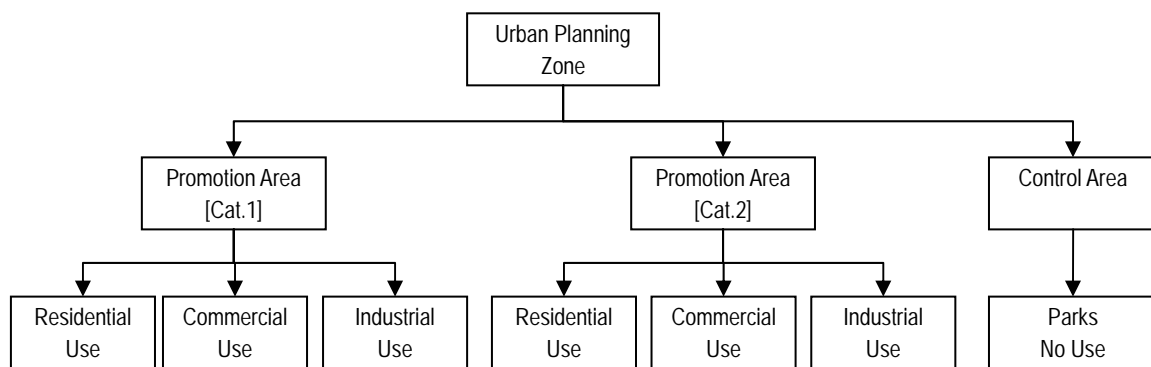 Urban Planning
Zone
Promotion Area
[Cat.1]
Promotion Area
[Cat.2]
Control Area
Residential
Use
Commercial
Use
Industrial
Use
Residential
Use
Commercial
Use
Industrial
Use
Parks
No Use